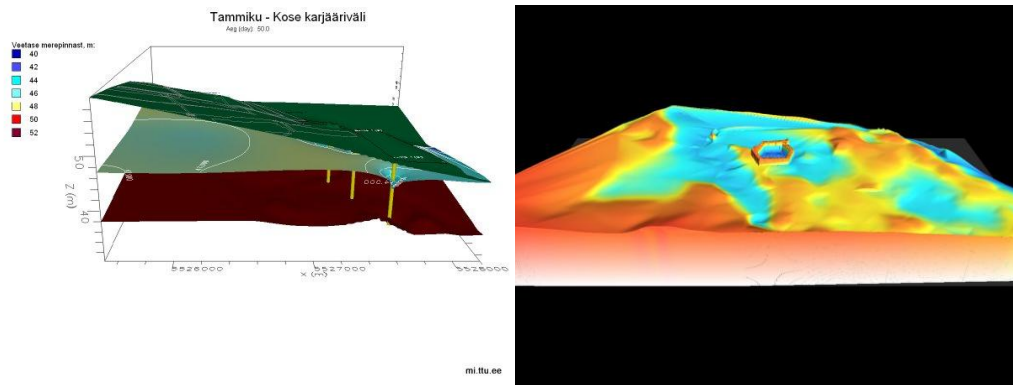 Tammiku - Kose karjääriväli
Aeg (day) 50.0
Veetase merepinnast, m:
40
42
44
46
48
50
52
50
40
Z (m)
5526000
5527000
5528000
X (m)
mi.ttu.ee